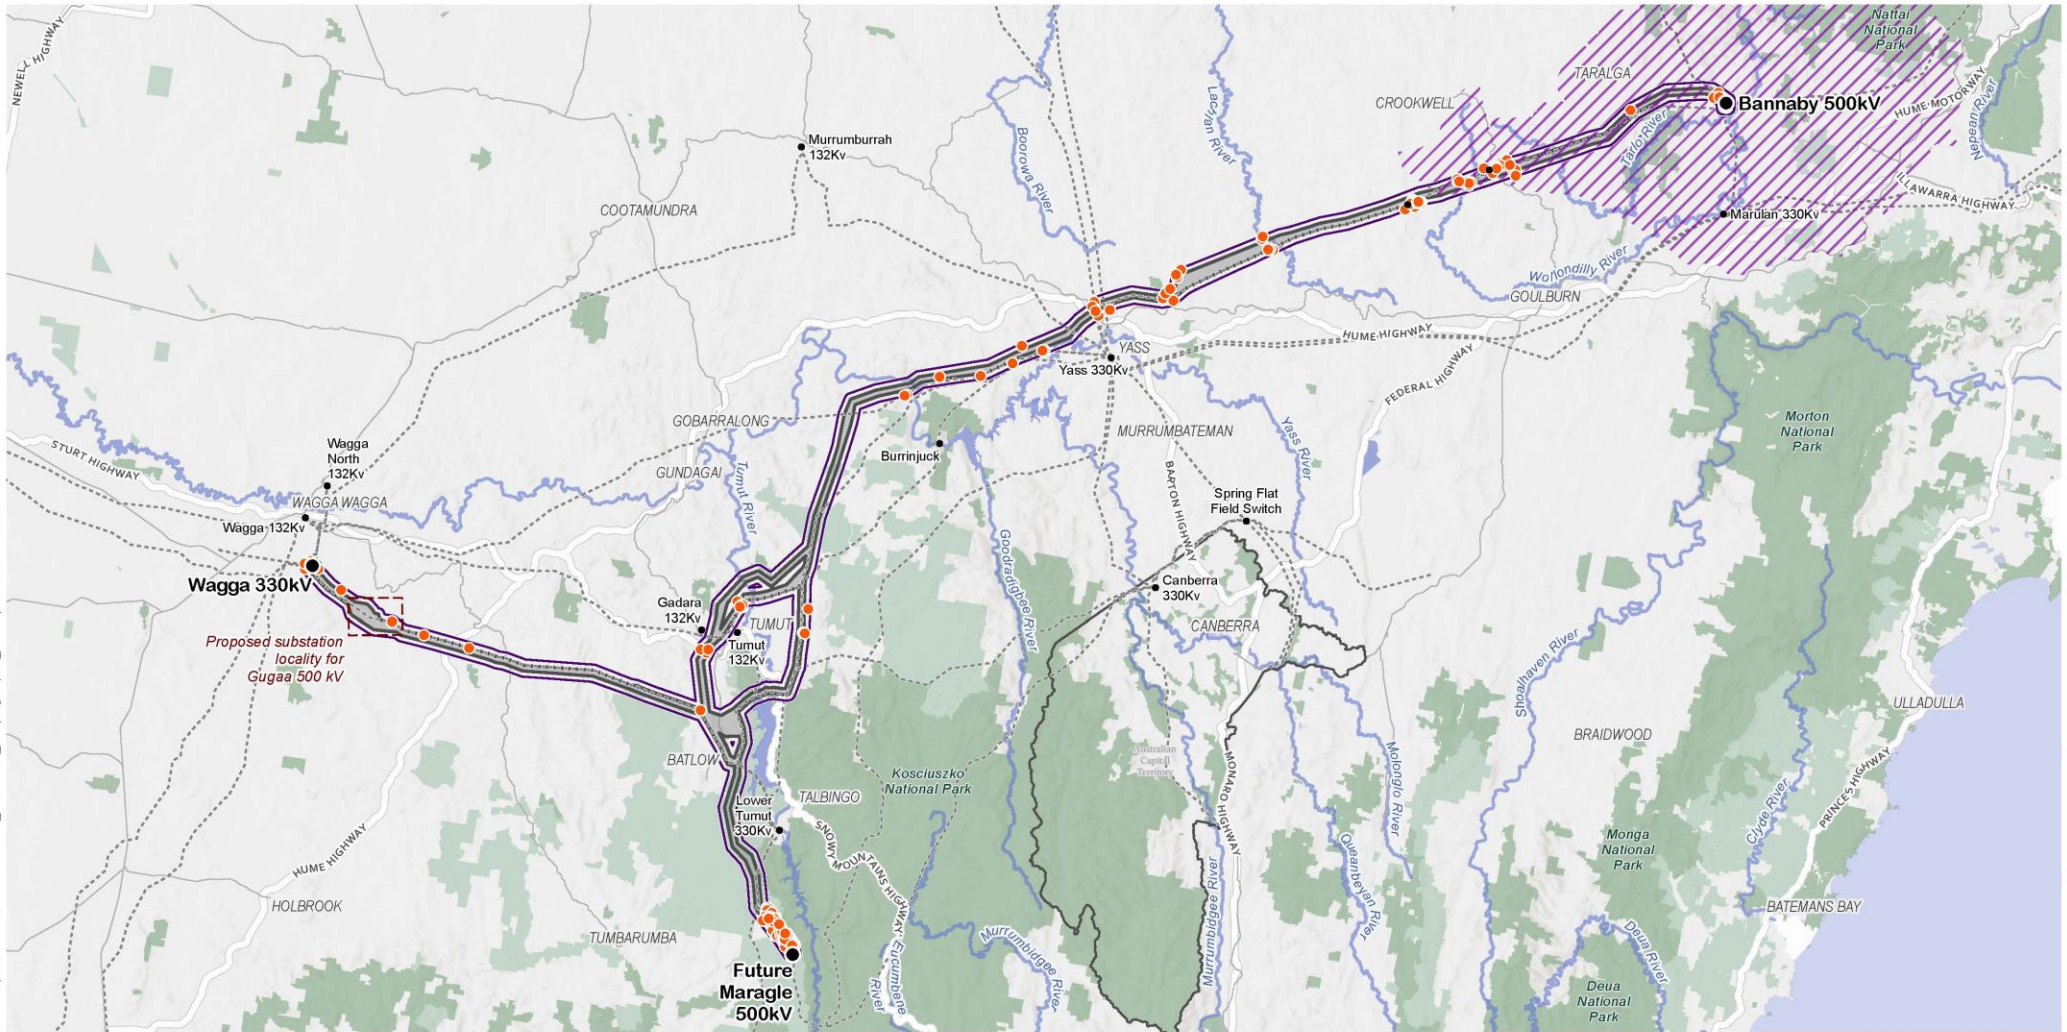 NEWELL HIGHWAY
Nattai
National
Park
TARALGA
CROOKWELL
Bannaby 500kV
HUME MOTORWAY
Nepean River
Lachlan River
Boorowa River
Tarlo River
Murrumburrah
132Kv
COOTAMUNDRA
ILLAWARRA HIGHWAY
Marulan 330Kv
Wollondilly River
GOULBURN
HUME HIGHWAY
YASS
Yass 330Kv
FEDERAL HIGHWAY
GOBARRALONG
MURRUMBATEMAN
Morton
National
Park
STURT HIGHWAY
Wagga
North
132Kv
Burrinjuck
GUNDAGAI
Tumut River
Yass River
BARTON HIGHWAY
WAGGA WAGGA
Wagga 132Kv
Spring Flat
Field Switch
Goodradigbee River
Wagga 330kV
Canberra
330Kv
Gadara
132Kv
TUMUT
Tumut
132Kv
CANBERRA
Proposed substation
locality for
Gugaa 500 kV
Shoalhaven River
ULLADULLA
BRAIDWOOD
BATLOW
Australian
Capital
Territory
Kosciuszko
National Park
MONARO HIGHWAY
Molonglo River
PRINCES HIGHWAY
TALBINGO
Lower
Tumut
330Kv
SNOWY MOUNTAINS HIGHWAY
Clyde River
Monga
National
Park
HUME HIGHWAY
Queanbeyan River
HOLBROOK
BATEMANS BAY
TUMBARUMBA
Murrumbidgee River
Murrumbidgee River
Eucumbene
River
Deua River
Future
Maragle
500kV
Deua
National
Park